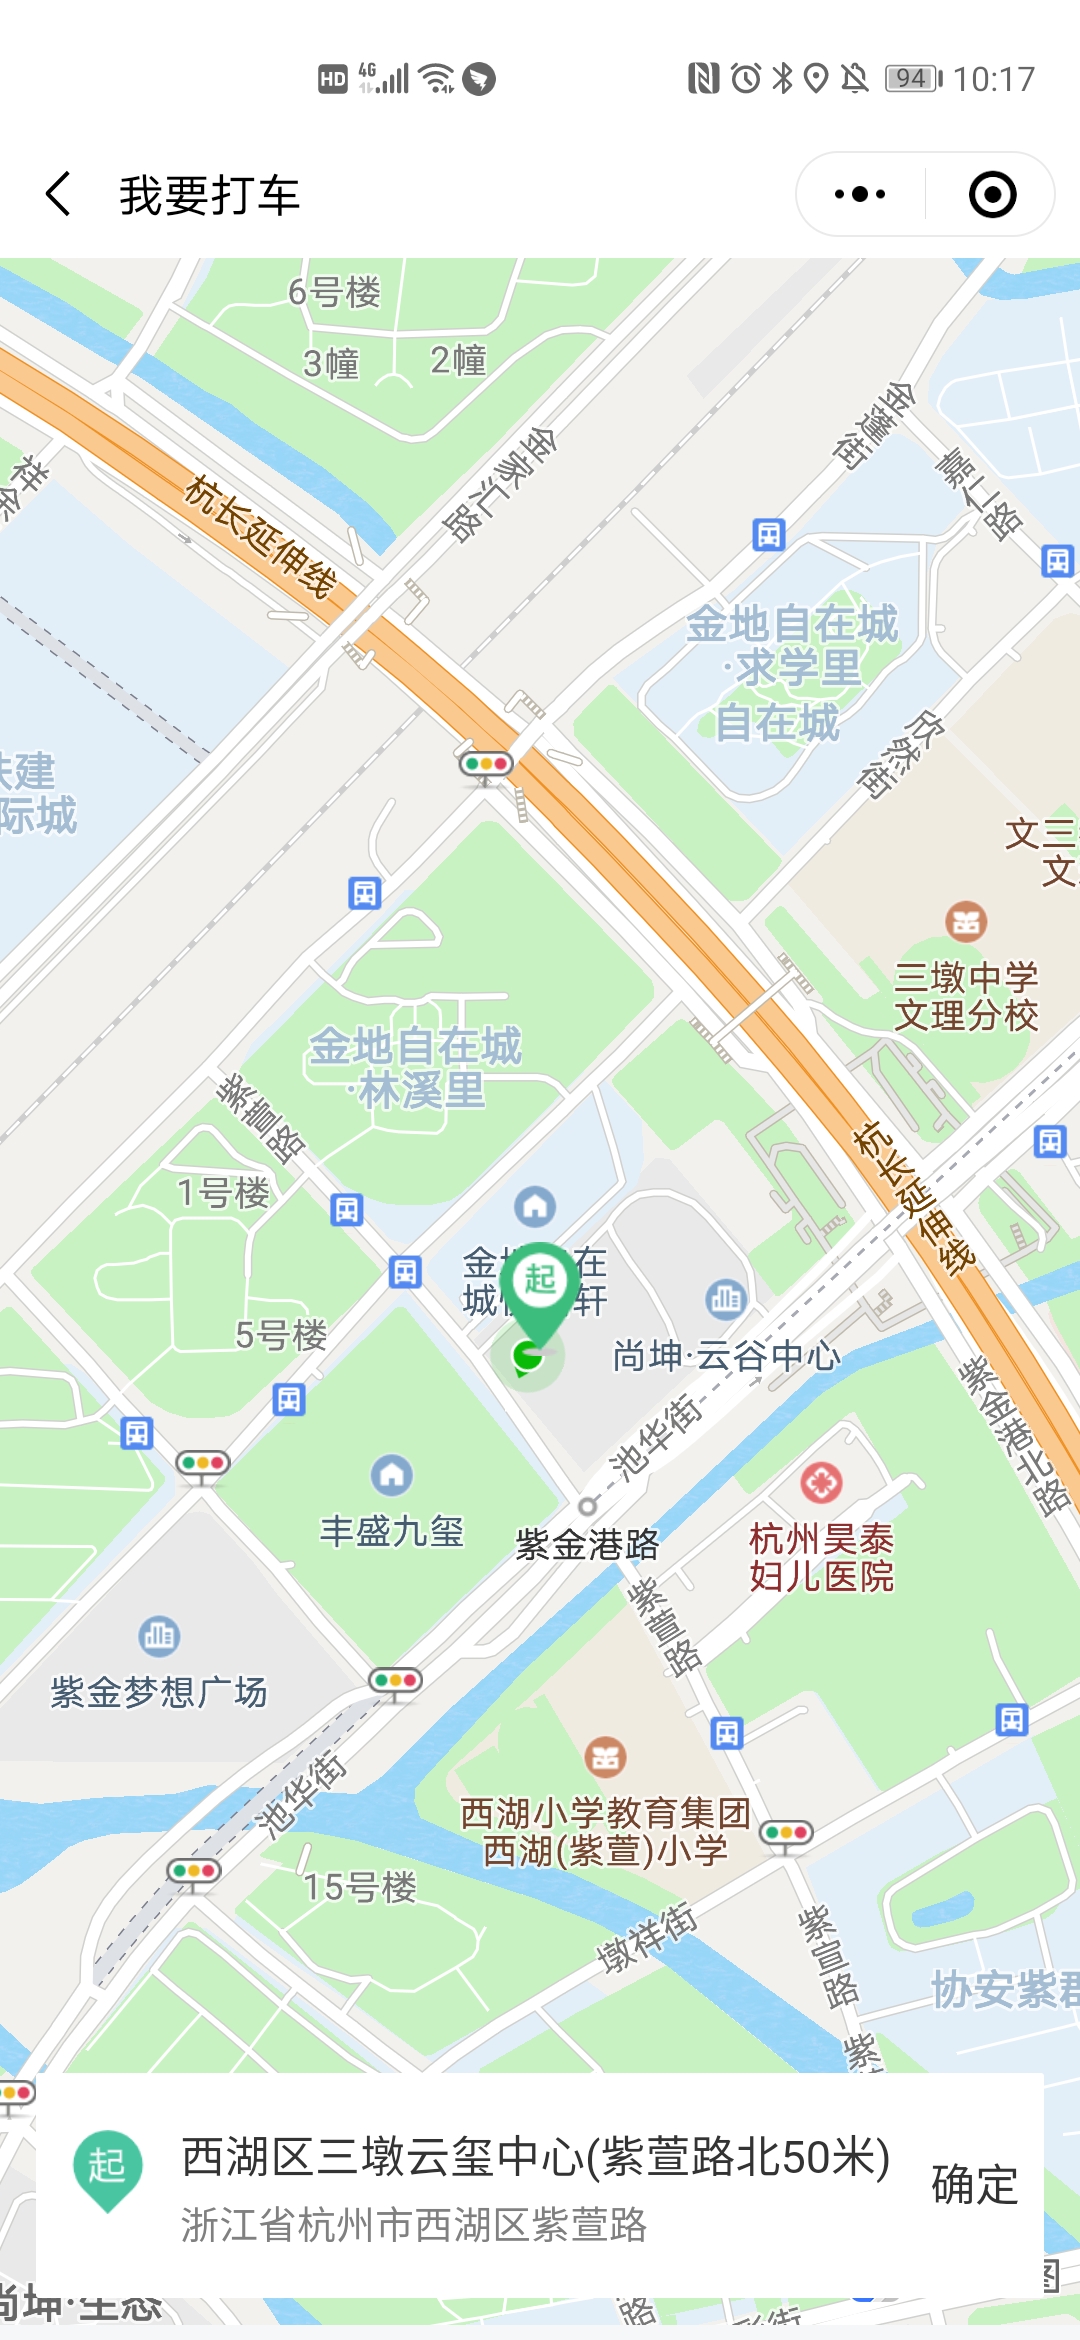 HD 4G 94 10:17
我要打车
6号楼
3幢
2幢
金家汇路
金蓬街
嘉仁路
杭长延伸线
金地自在城
·求学里
自在城
欣然街
际城
三墩中学
文理分校
金地自在城
·林溪里
紫萱路
1号楼
杭长延伸线
起
5号楼
尚坤·云谷中心
池华街
紫金港北路
丰盛九玺
紫金港路
杭州昊泰
妇儿医院
紫萱路
紫金梦想广场
池华街
西湖小学教育集团
西湖(紫萱)小学
15号楼
墩祥街
紫宣路
协安紫郡
起
西湖区三墩云玺中心(紫萱路北50米)
浙江省杭州市西湖区紫萱路
确定